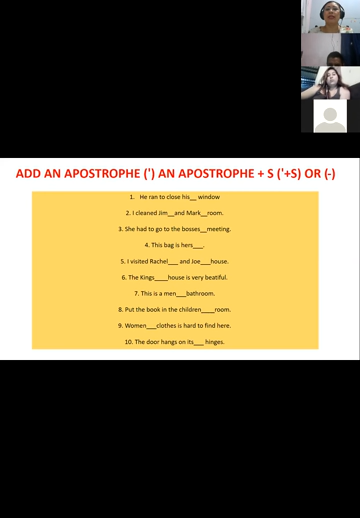 ADD AN APOSTROPHE (') AN APOSTROPHE + S ('+S) OR (-)
1. He ran to close his__ window
2. I cleaned Jim__and Mark__room.
3. She had to go to the bosses__meeting.
4. This bag is hers___.
5. I visited Rachel___ and Joe___house.
6. The Kings____house is very beatiful.
7. This is a men___bathroom.
8. Put the book in the children____room.
9. Women___clothes is hard to find here.
10. The door hangs on its___ hinges.